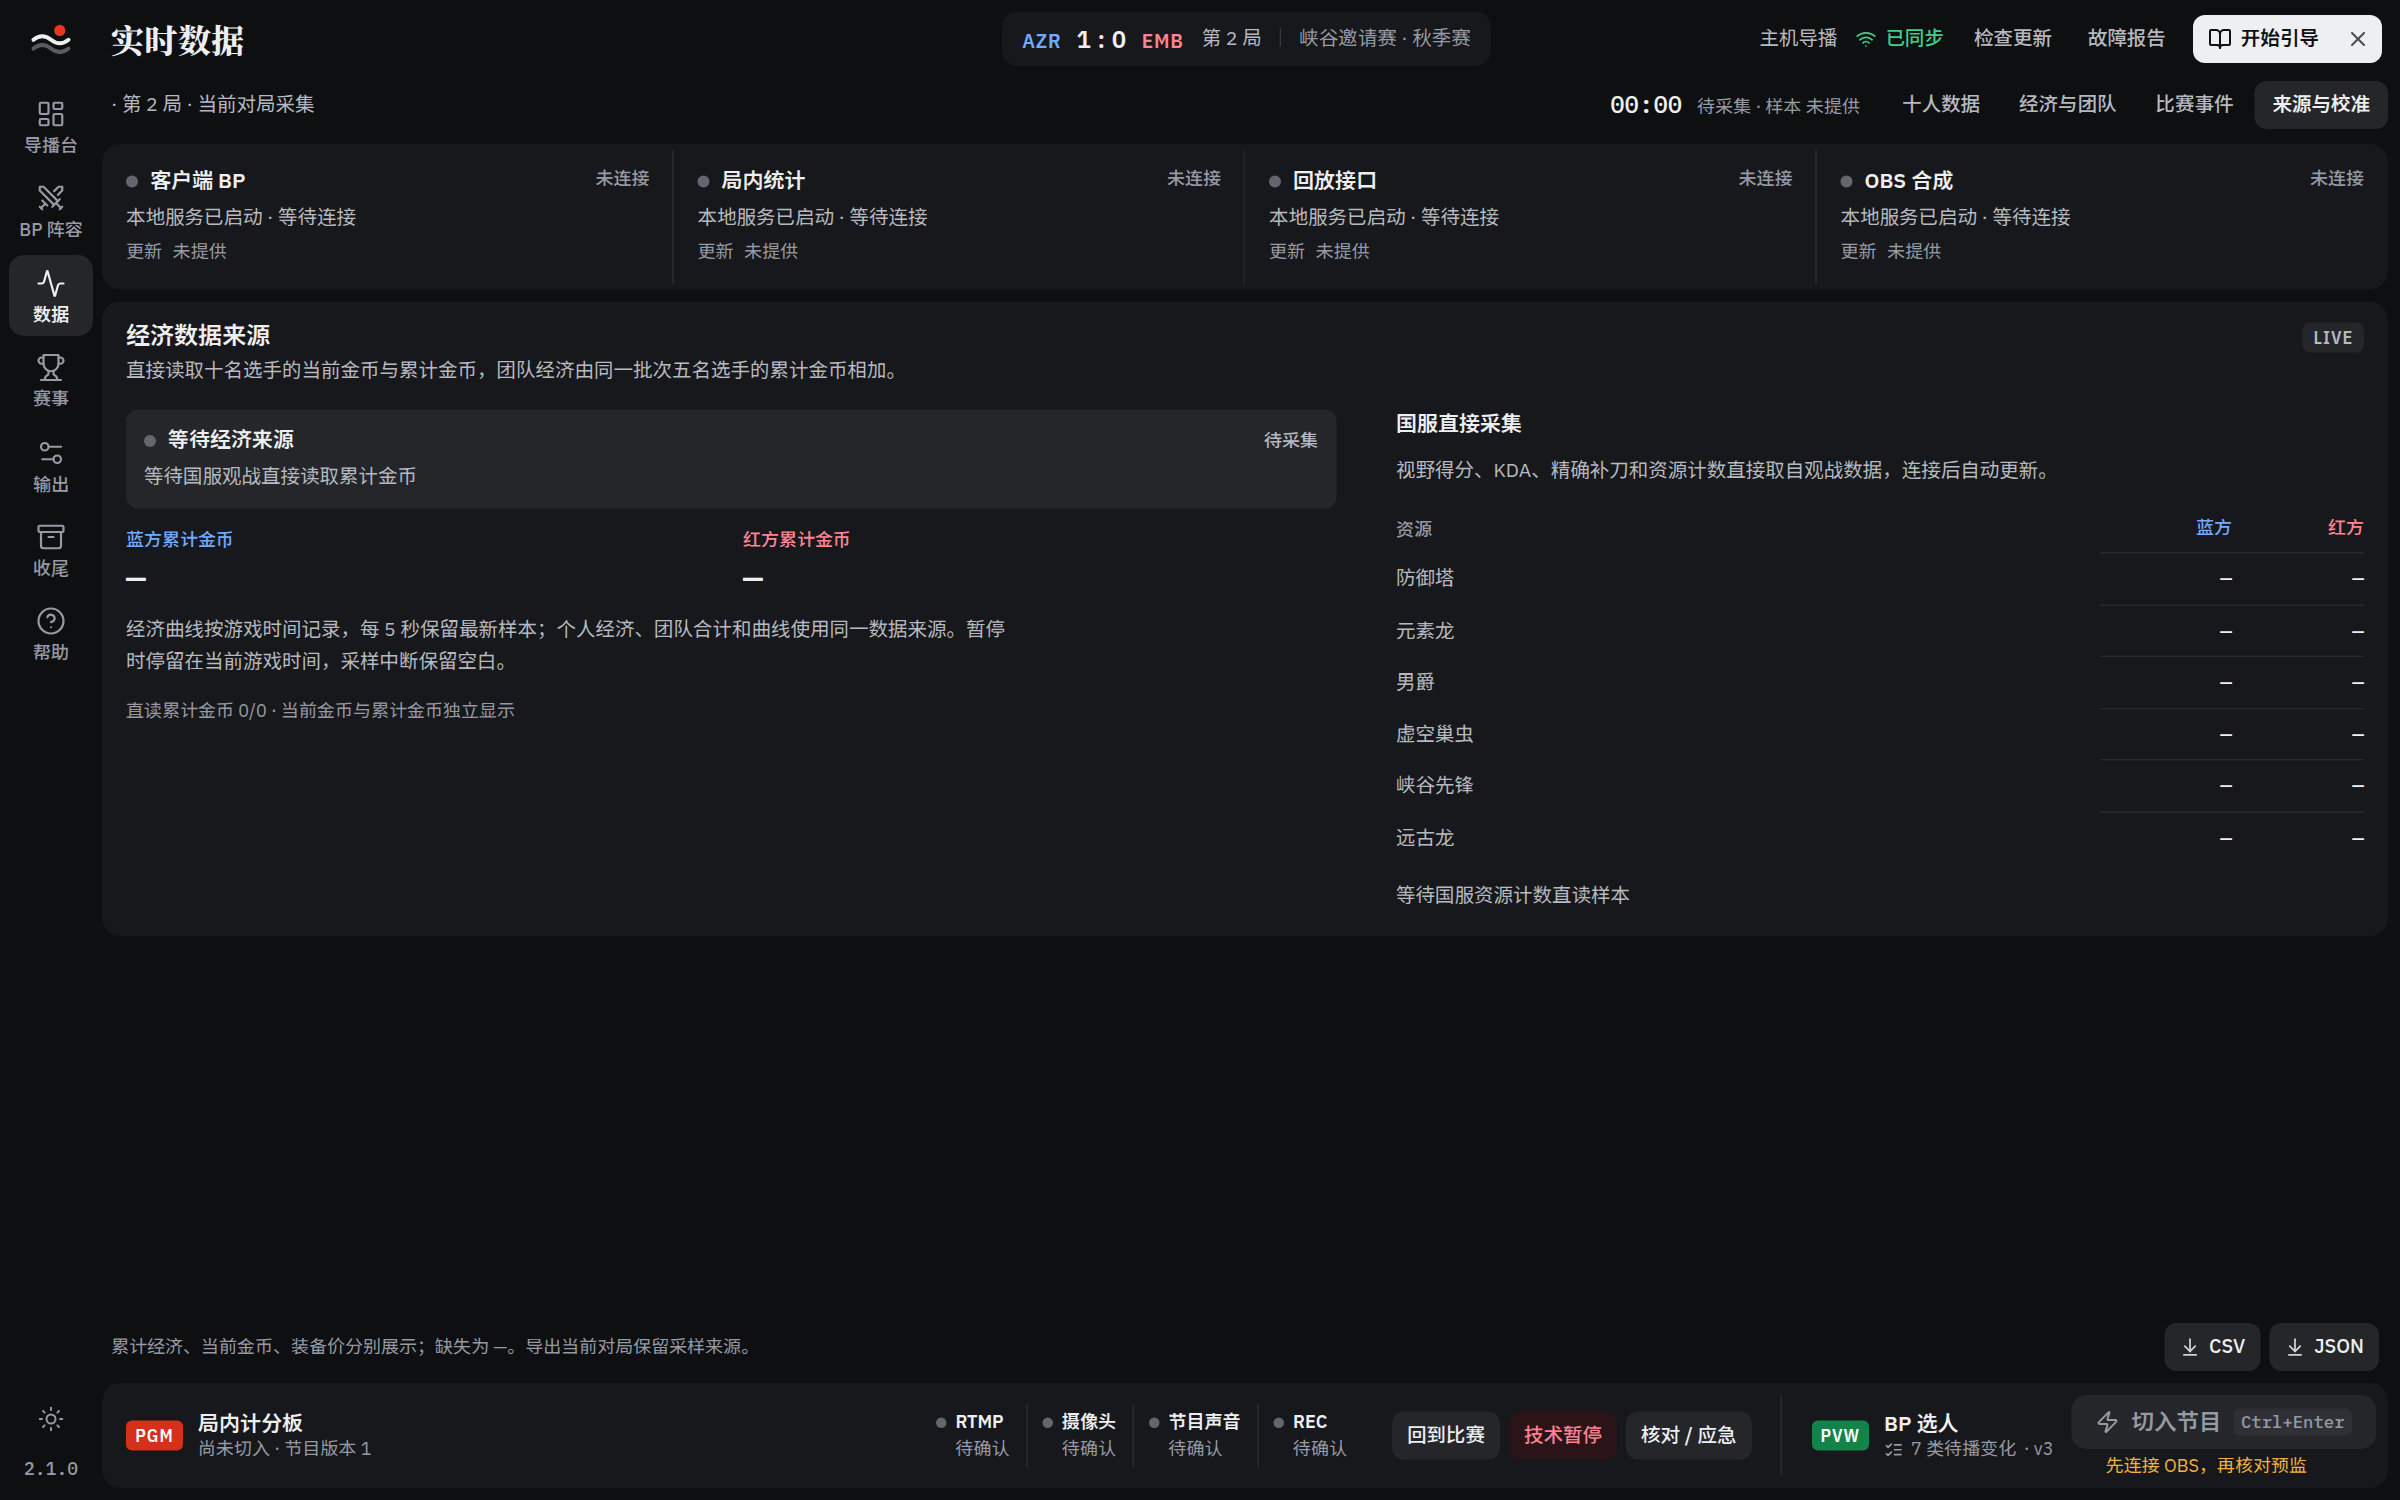 实时数据
AZR 1:0 EMB 第 2 局 峡谷邀请赛 · 秋季赛
主机导播 已同步 检查更新 故障报告 开始引导
· 第 2 局 · 当前对局采集
00:00 待采集 · 样本 未提供 十人数据 经济与团队 比赛事件 来源与校准
导播台
BP 阵容
数据
赛事
输出
收尾
帮助
2.1.0
客户端 BP 未连接
本地服务已启动 · 等待连接
更新 未提供
局内统计 未连接
本地服务已启动 · 等待连接
更新 未提供
回放接口 未连接
本地服务已启动 · 等待连接
更新 未提供
OBS 合成 未连接
本地服务已启动 · 等待连接
更新 未提供
经济数据来源 LIVE
直接读取十名选手的当前金币与累计金币，团队经济由同一批次五名选手的累计金币相加。
等待经济来源 待采集
等待国服观战直接读取累计金币
蓝方累计金币 红方累计金币
— —
经济曲线按游戏时间记录，每 5 秒保留最新样本；个人经济、团队合计和曲线使用同一数据来源。暂停
时停留在当前游戏时间，采样中断保留空白。
直读累计金币 0/0 · 当前金币与累计金币独立显示
国服直接采集
视野得分、KDA、精确补刀和资源计数直接取自观战数据，连接后自动更新。
资源 蓝方 红方
防御塔 — —
元素龙 — —
男爵 — —
虚空巢虫 — —
峡谷先锋 — —
远古龙 — —
等待国服资源计数直读样本
累计经济、当前金币、装备价分别展示；缺失为 —。导出当前对局保留采样来源。
CSV JSON
PGM 局内计分板
尚未切入 · 节目版本 1
RTMP 待确认
摄像头 待确认
节目声音 待确认
REC 待确认
回到比赛 技术暂停 核对 / 应急
PVW BP 选人
7 类待播变化 · v3
切入节目 Ctrl+Enter
先连接 OBS，再核对预监